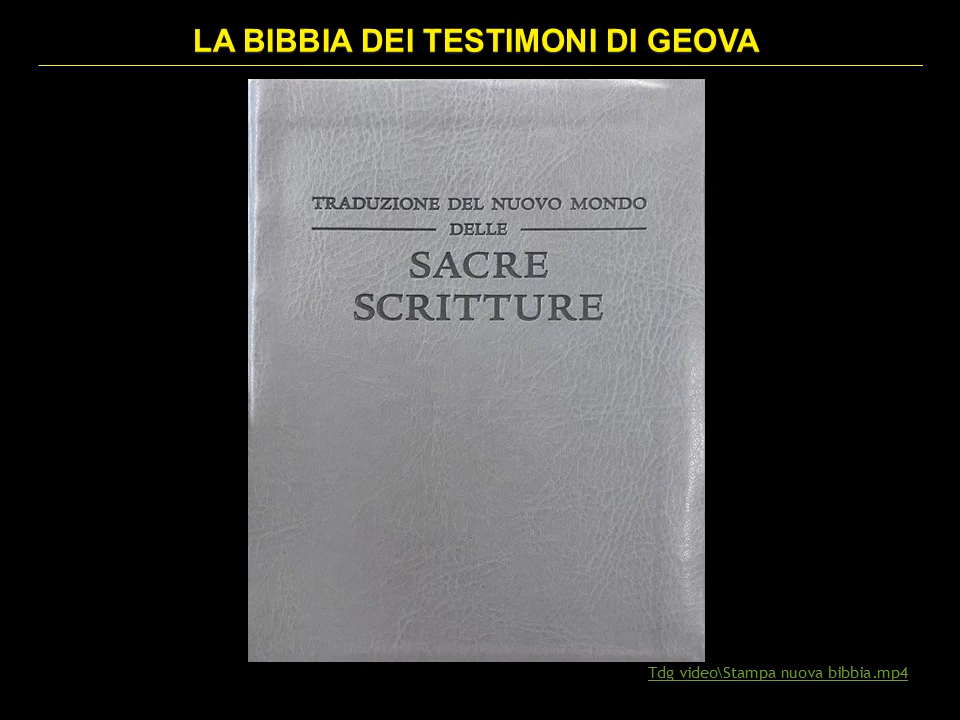 LA BIBBIA DEI TESTIMONI DI GEOVA
TRADUZIONE DEL NUOVO MONDO
DELLE
SACRE
SCRITTURE
Tdg video\Stampa nuova bibbia.mp4